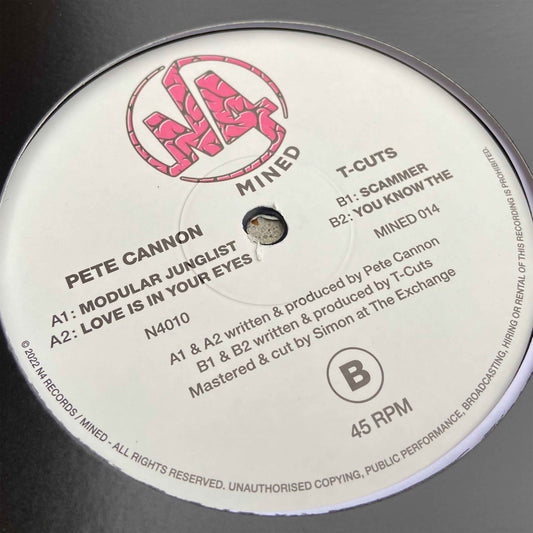 N4
MINED
PETE CANNON
A1: MODULAR JUNGLIST
A2: LOVE IS IN YOUR EYES
N4010
T-CUTS
B1: SCAMMER
B2: YOU KNOW THE
MINED 014
A1 & A2 written & produced by Pete Cannon
B1 & B2 written & produced by T-Cuts
Mastered & cut by Simon at The Exchange
B
45 RPM
© 2022 N4 RECORDS / MINED - ALL RIGHTS RESERVED. UNAUTHORISED COPYING, PUBLIC PERFORMANCE, BROADCASTING, HIRING OR RENTAL OF THIS RECORDING IS PROHIBITED.